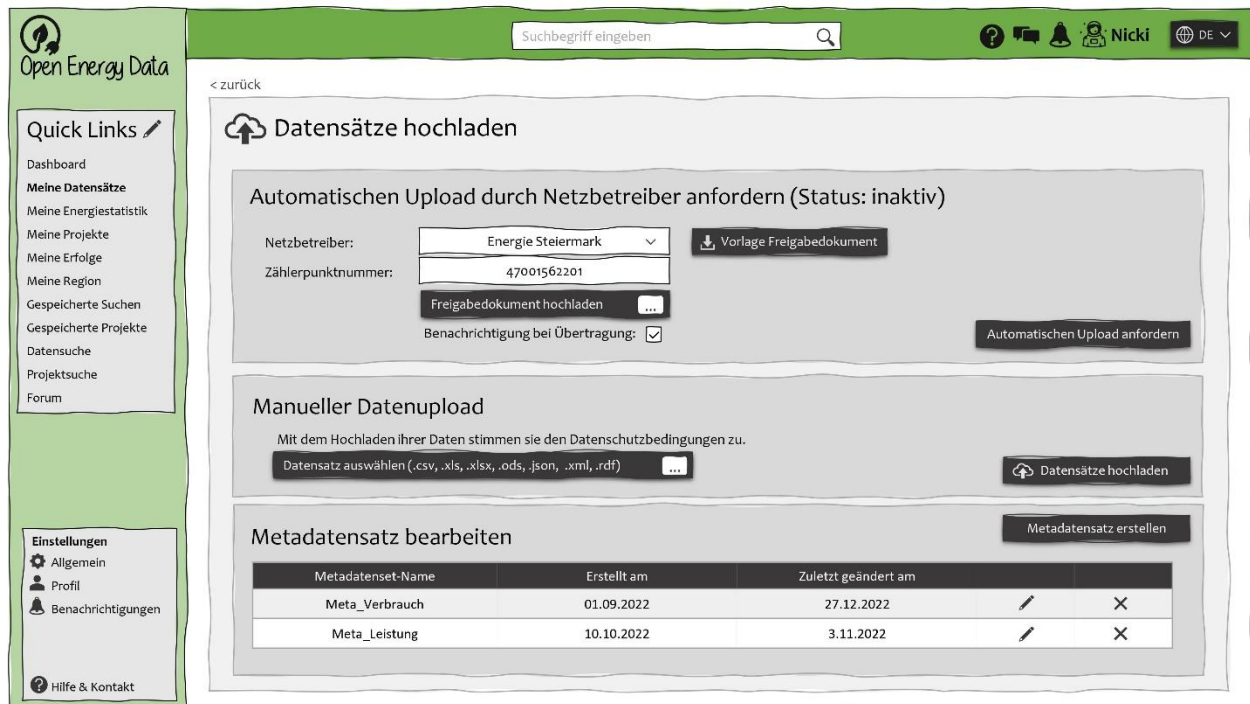 Open Energy Data
Suchbegriff eingeben
Nicki
DE
Quick Links
Dashboard
Meine Datensätze
Meine Energiestatistik
Meine Projekte
Meine Erfolge
Meine Region
Gespeicherte Suchen
Gespeicherte Projekte
Datensuche
Projektsuche
Forum
Einstellungen
Allgemein
Profil
Benachrichtigungen
Hilfe & Kontakt
< zurück
Datensätze hochladen
Automatischen Upload durch Netzbetreiber anfordern (Status: inaktiv)
Netzbetreiber: Energie Steiermark Vorlage Freigabedokument
Zählerpunktnummer: 47001562201
Freigabedokument hochladen ...
Benachrichtigung bei Übertragung:
Automatischen Upload anfordern
Manueller Datenupload
Mit dem Hochladen ihrer Daten stimmen sie den Datenschutzbedingungen zu.
Datensatz auswählen (.csv, .xls, .xlsx, .ods, .json, .xml, .rdf) ...
Datensätze hochladen
Metadatensatz bearbeiten
Metadatensatz erstellen
Metadatenset-Name Erstellt am Zuletzt geändert am
Meta_Verbrauch 01.09.2022 27.12.2022
Meta_Leistung 10.10.2022 3.11.2022